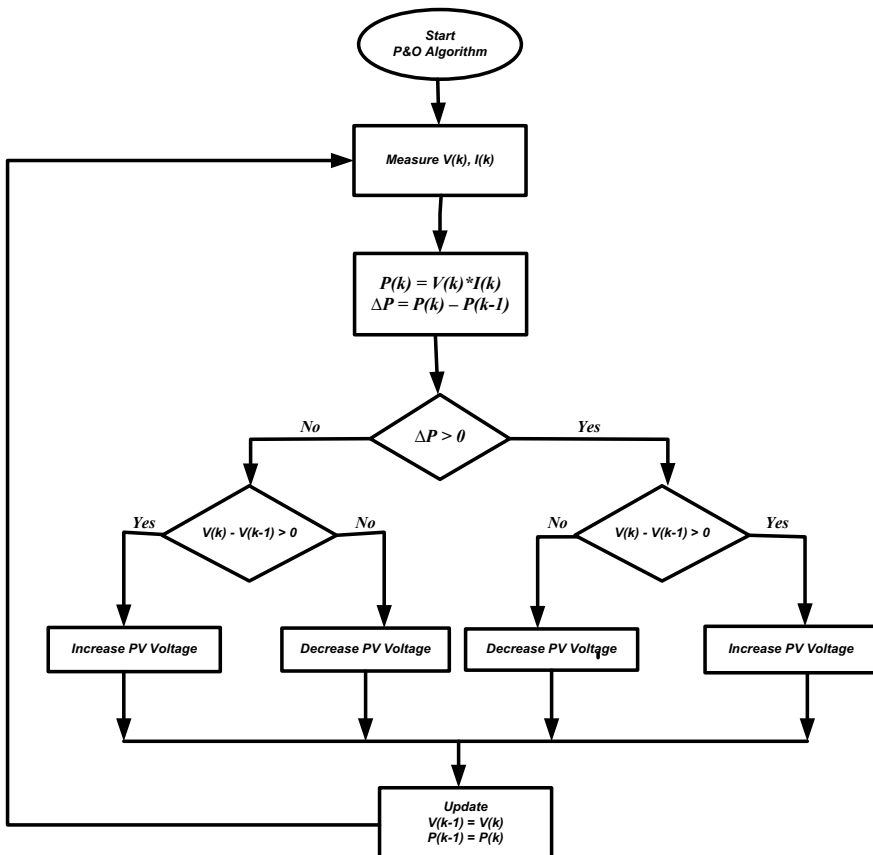 Start
P&O Algorithm
Measure V(k), I(k)
P(k) = V(k)*I(k)
ΔP = P(k) – P(k-1)
ΔP > 0
No
Yes
V(k) - V(k-1) > 0
Yes
No
V(k) - V(k-1) > 0
No
Yes
Increase PV Voltage
Decrease PV Voltage
Decrease PV Voltage
Increase PV Voltage
Update
V(k-1) = V(k)
P(k-1) = P(k)